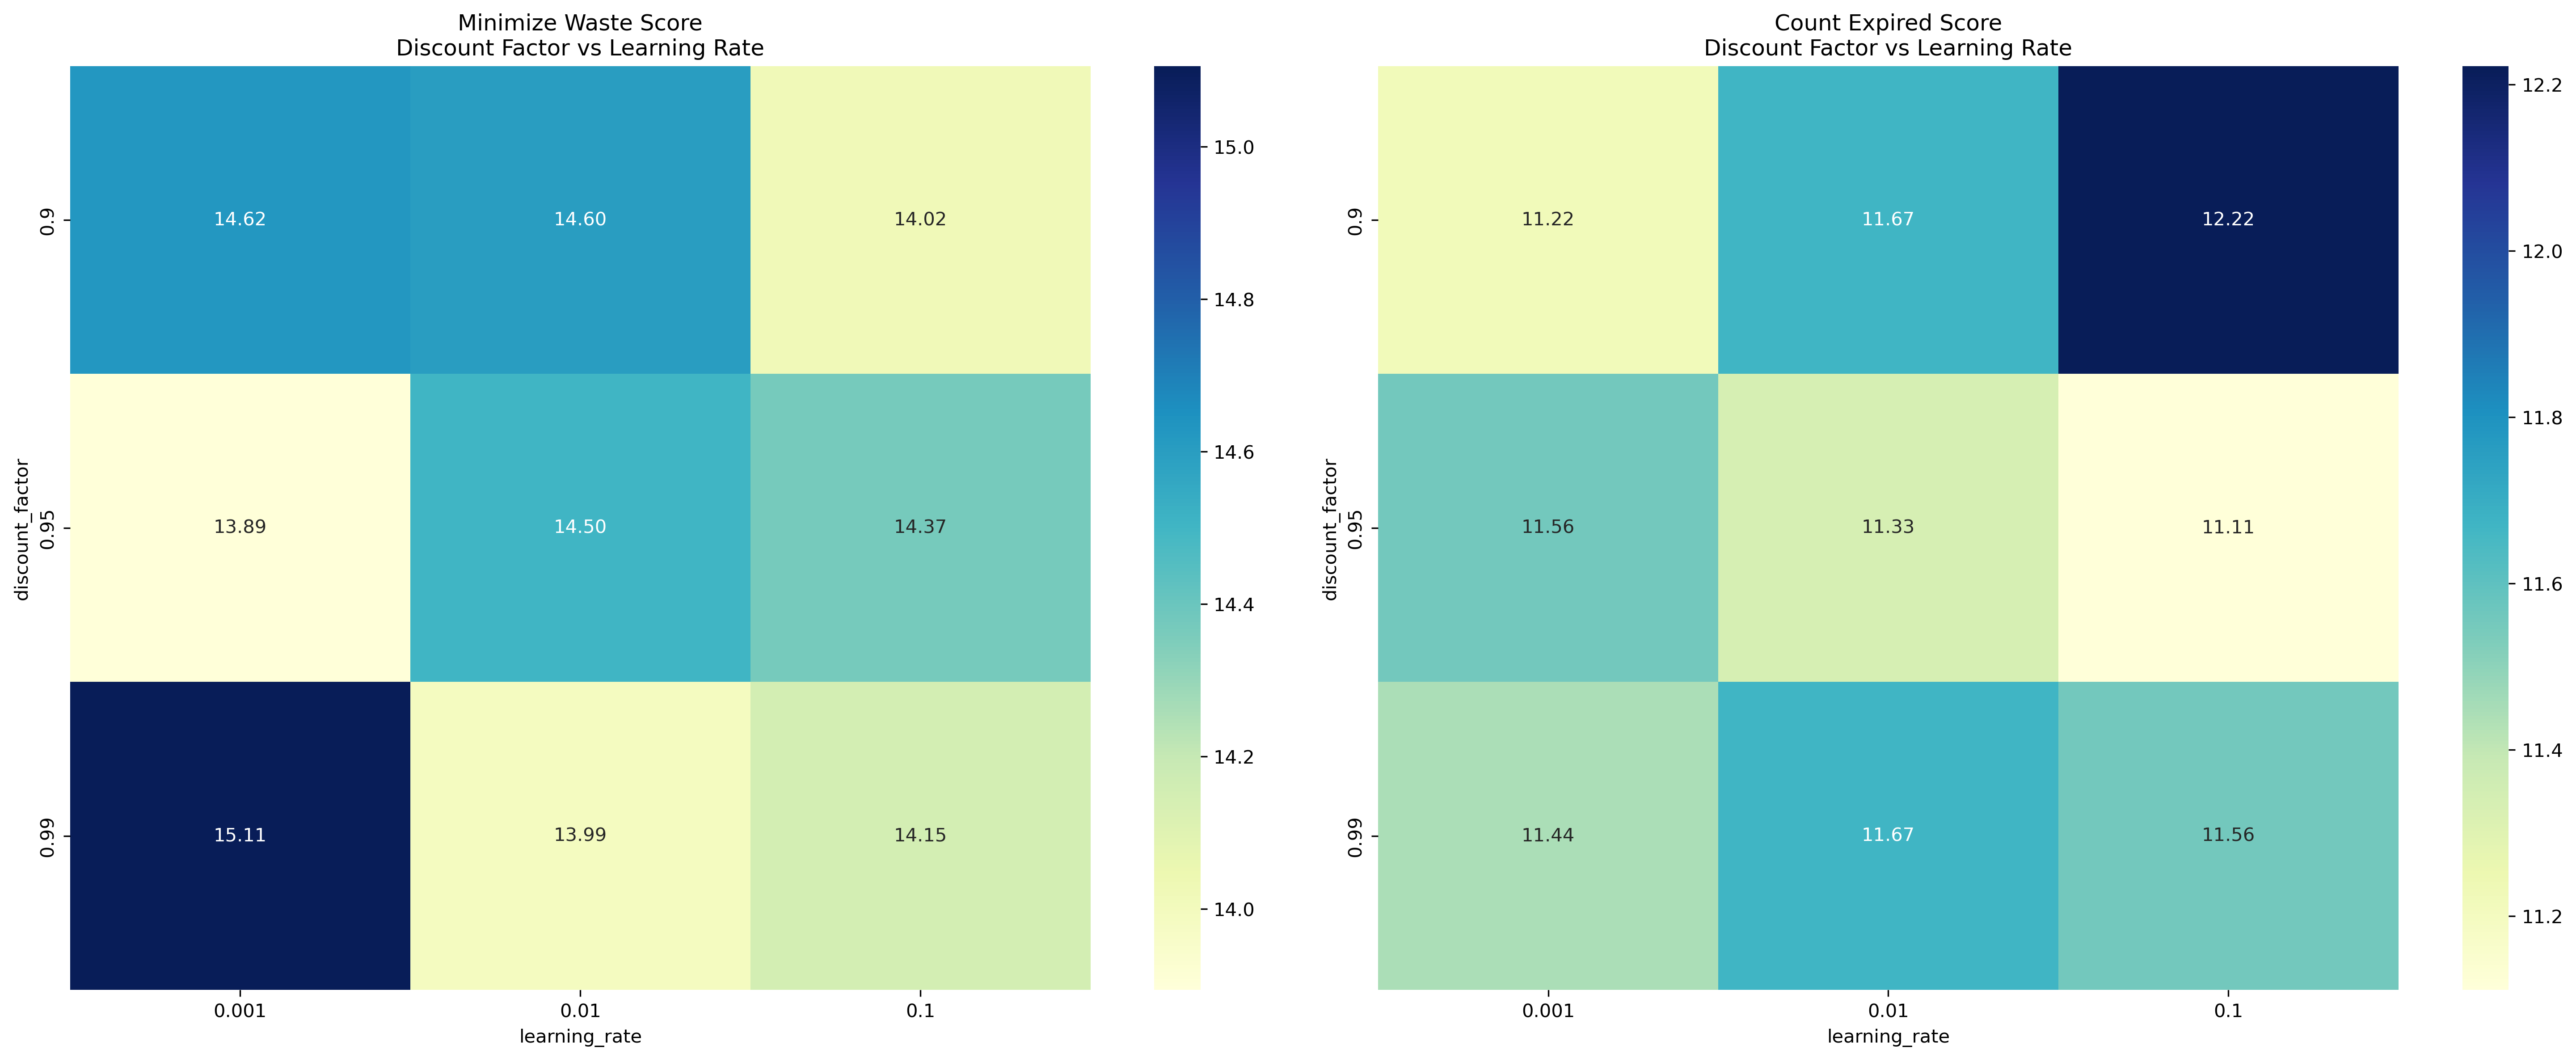 Minimize Waste Score
Discount Factor vs Learning Rate
discount_factor
0.9
14.62 14.60 14.02
0.95
13.89 14.50 14.37
0.99
15.11 13.99 14.15
0.001 0.01 0.1
learning_rate
15.0
14.8
14.6
14.4
14.2
14.0
Count Expired Score
Discount Factor vs Learning Rate
discount_factor
0.9
11.22 11.67 12.22
0.95
11.56 11.33 11.11
0.99
11.44 11.67 11.56
0.001 0.01 0.1
learning_rate
12.2
12.0
11.8
11.6
11.4
11.2